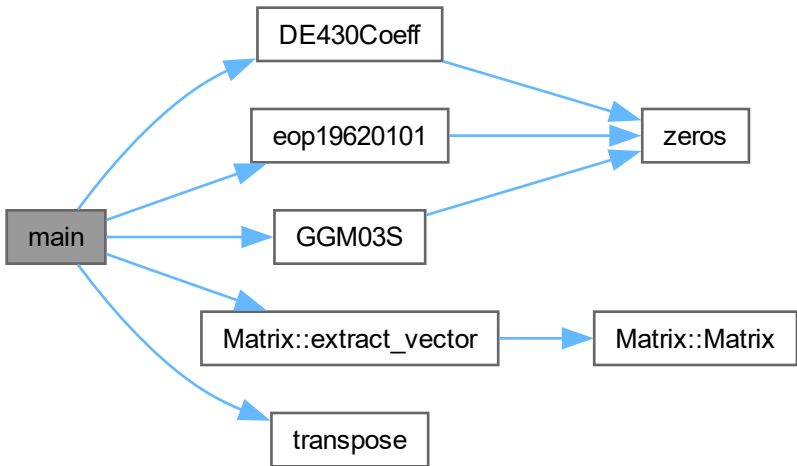 DE430Coeff
eop19620101
zeros
main
GGM03S
Matrix::extract_vector
Matrix::Matrix
transpose